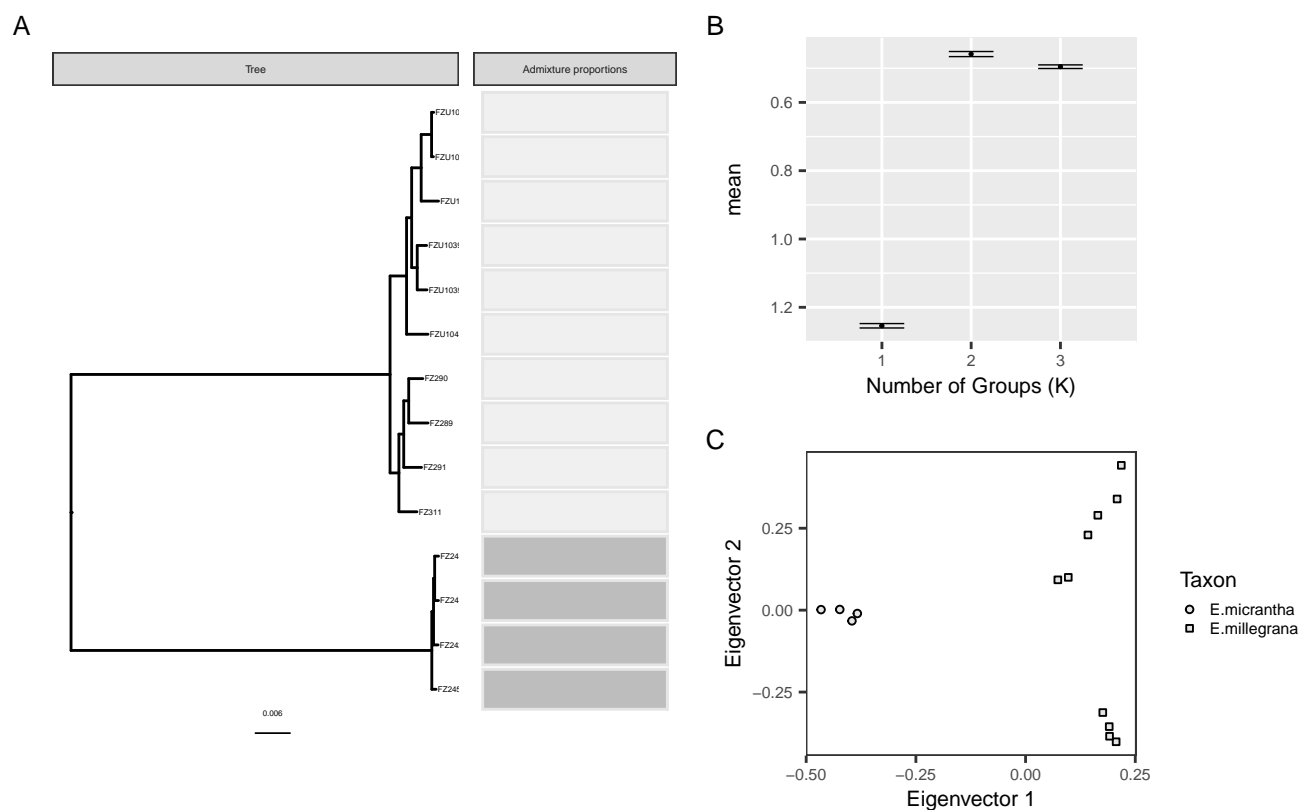 A
Tree
Admixture proportions
FZU10
FZU10
FZU1
FZU103
FZU103
FZU104
FZ290
FZ289
FZ291
FZ311
FZ24
FZ24
FZ24
FZ245
0.006
B
mean
0.6
0.8
1.0
1.2
1
2
3
Number of Groups (K)
C
Eigenvector 2
0.25
0.00
−0.25
−0.50
−0.25
0.00
0.25
Eigenvector 1
Taxon
E.micrantha
E.millegrana